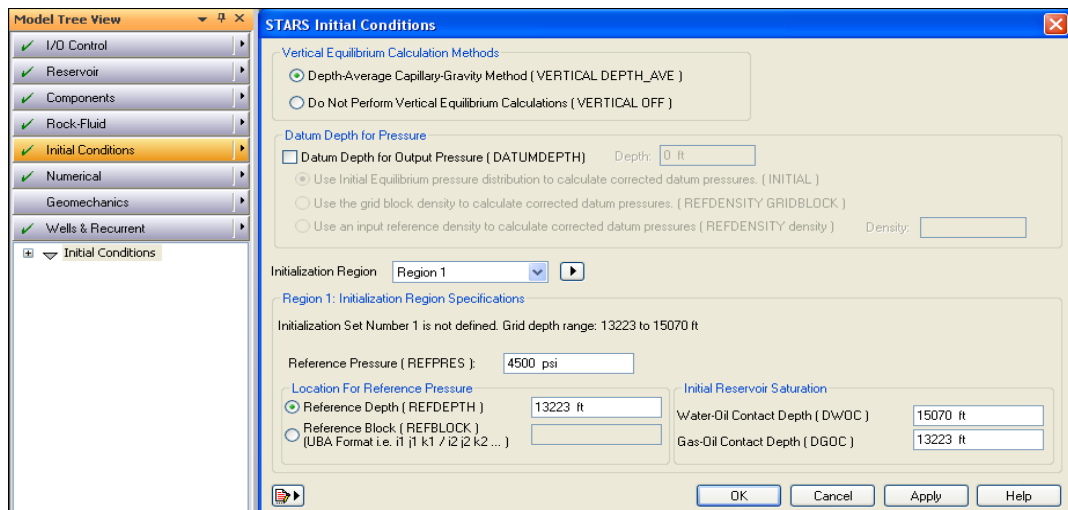 Model Tree View
I/O Control
Reservoir
Components
Rock-Fluid
Initial Conditions
Numerical
Geomechanics
Wells & Recurrent
Initial Conditions
STARS Initial Conditions
Vertical Equilibrium Calculation Methods
Depth-Average Capillary-Gravity Method ( VERTICAL DEPTH_AVE )
Do Not Perform Vertical Equilibrium Calculations ( VERTICAL OFF )
Datum Depth for Pressure
Datum Depth for Output Pressure ( DATUMDEPTH) Depth: 0 ft
Use Initial Equilibrium pressure distribution to calculate corrected datum pressures. ( INITIAL )
Use the grid block density to calculate corrected datum pressures. ( REFDENSITY GRIDBLOCK )
Use an input reference density to calculate corrected datum pressures ( REFDENSITY density ) Density:
Initialization Region Region 1
Region 1: Initialization Region Specifications
Initialization Set Number 1 is not defined. Grid depth range: 13223 to 15070 ft
Reference Pressure ( REFPRES ): 4500 psi
Location For Reference Pressure
Reference Depth ( REFDEPTH ) 13223 ft
Reference Block ( REFBLOCK )
(UBA Format i.e. i1 j1 k1 / i2 j2 k2 ... )
Initial Reservoir Saturation
Water-Oil Contact Depth ( DWOC ) 15070 ft
Gas-Oil Contact Depth ( DGOC ) 13223 ft
OK Cancel Apply Help